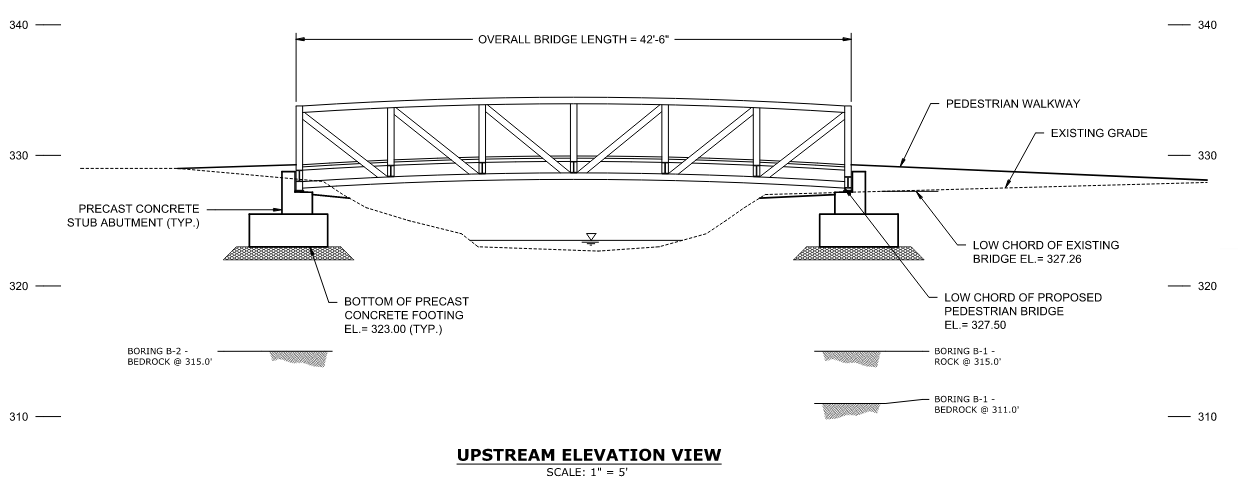 340
340
OVERALL BRIDGE LENGTH = 42'-6"
PEDESTRIAN WALKWAY
EXISTING GRADE
330
330
PRECAST CONCRETE
STUB ABUTMENT (TYP.)
LOW CHORD OF EXISTING
BRIDGE EL.= 327.26
320
320
BOTTOM OF PRECAST
CONCRETE FOOTING
EL.= 323.00 (TYP.)
LOW CHORD OF PROPOSED
PEDESTRIAN BRIDGE
EL.= 327.50
BORING B-2 -
BEDROCK @ 315.0'
BORING B-1 -
ROCK @ 315.0'
BORING B-1 -
BEDROCK @ 311.0'
310
310
UPSTREAM ELEVATION VIEW
SCALE: 1" = 5'